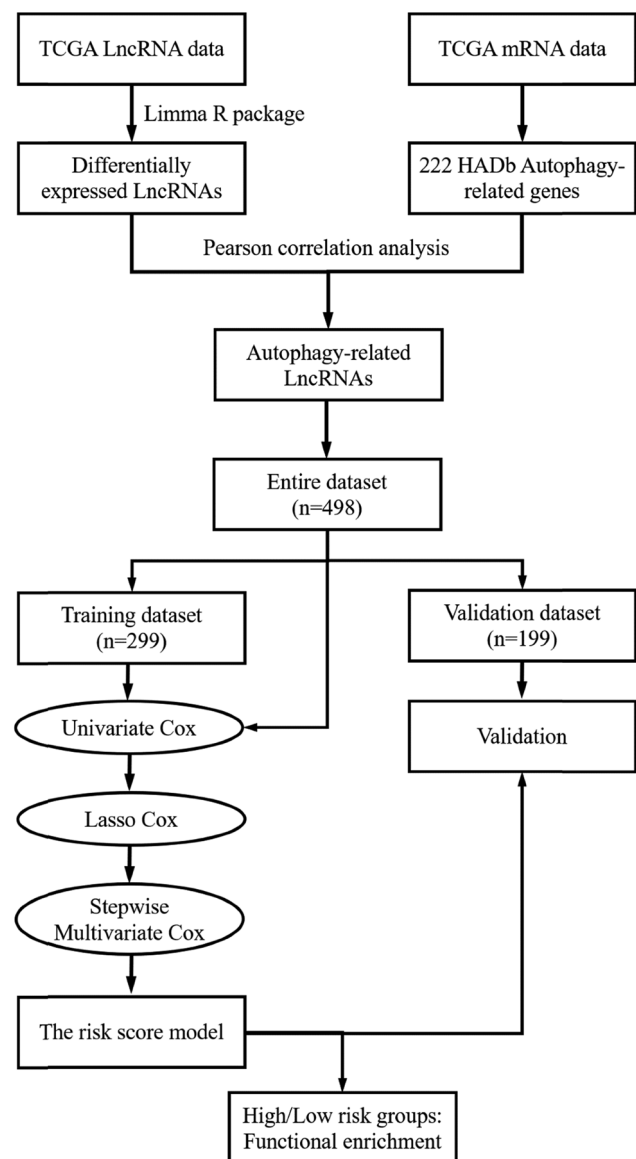 TCGA LncRNA data
TCGA mRNA data
Limma R package
Differentially
expressed LncRNAs
222 HADb Autophagy-
related genes
Pearson correlation analysis
Autophagy-related
LncRNAs
Entire dataset
(n=498)
Training dataset
(n=299)
Validation dataset
(n=199)
Univariate Cox
Validation
Lasso Cox
Stepwise
Multivariate Cox
The risk score model
High/Low risk groups:
Functional enrichment